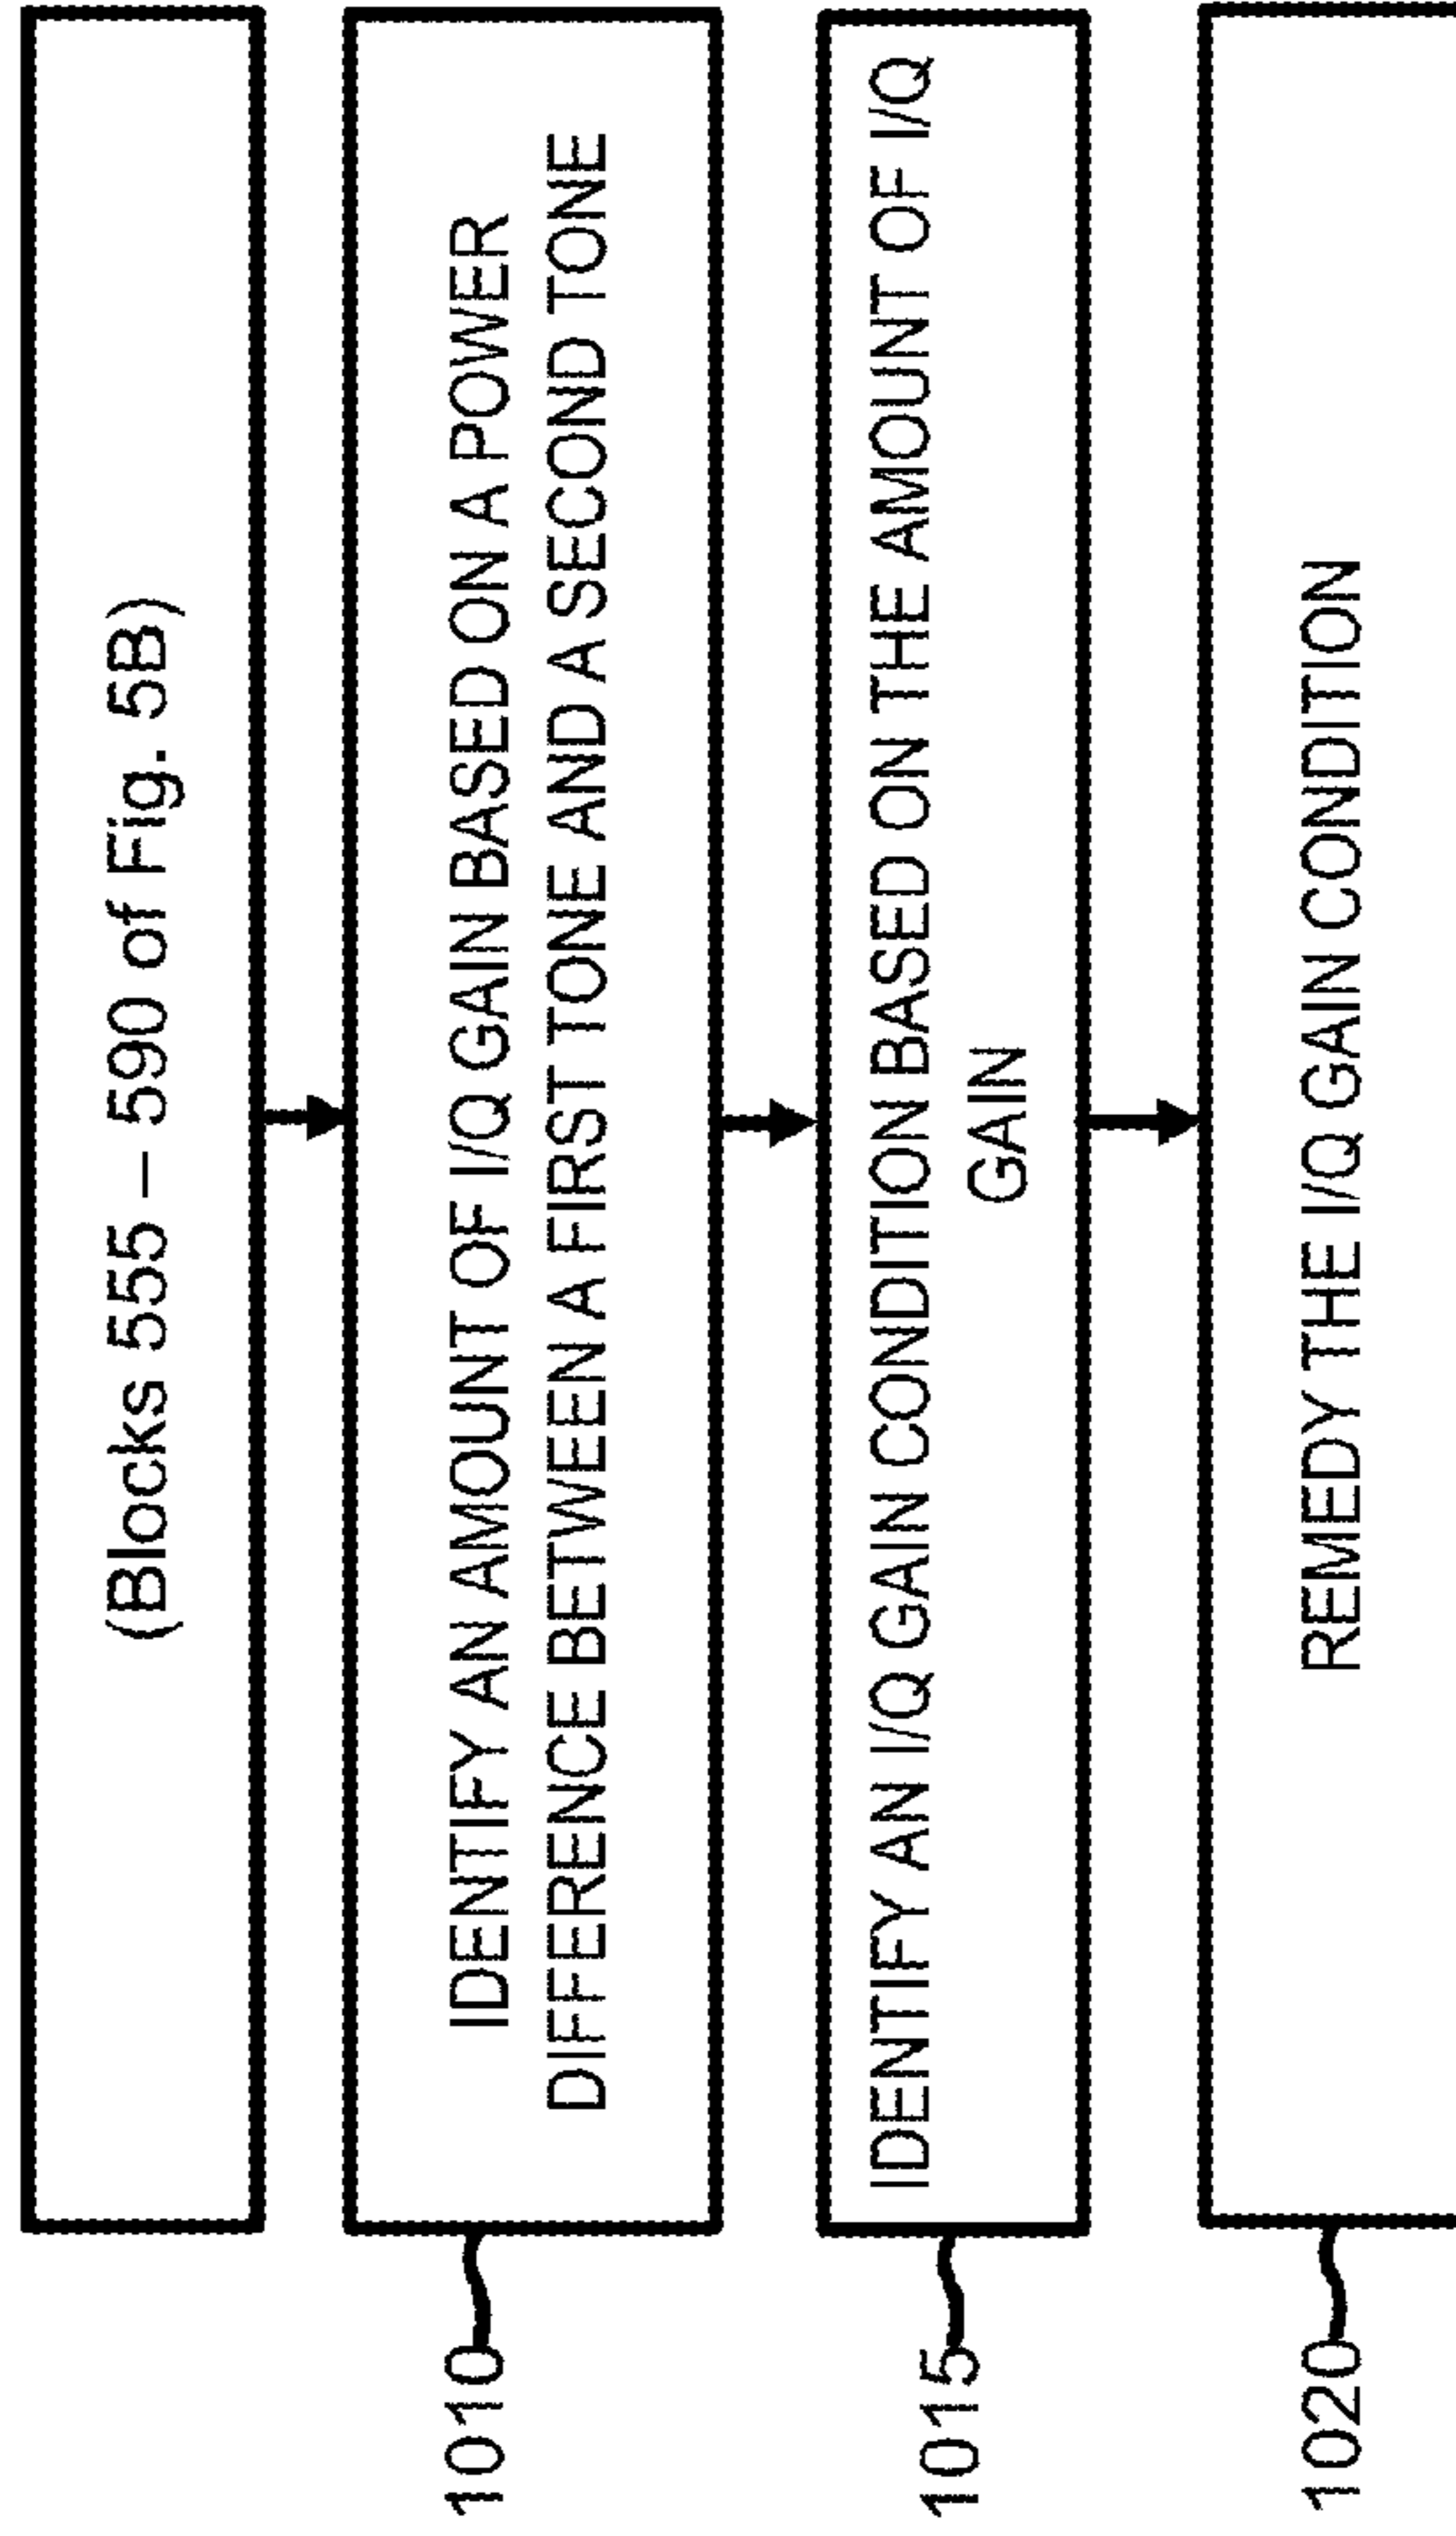 (Blocks 555 – 590 of Fig. 5B)
1010
IDENTIFY AN AMOUNT OF I/Q GAIN BASED ON A POWER
DIFFERENCE BETWEEN A FIRST TONE AND A SECOND TONE
1015
IDENTIFY AN I/Q GAIN CONDITION BASED ON THE AMOUNT OF I/Q
GAIN
1020
REMEDY THE I/Q GAIN CONDITION